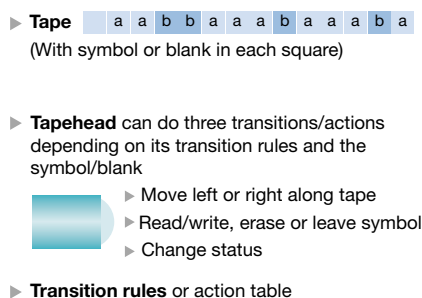 Tape a a b b a a a b a a a b a
(With symbol or blank in each square)
Tapehead can do three transitions/actions
depending on its transition rules and the
symbol/blank
Move left or right along tape
Read/write, erase or leave symbol
Change status
Transition rules or action table